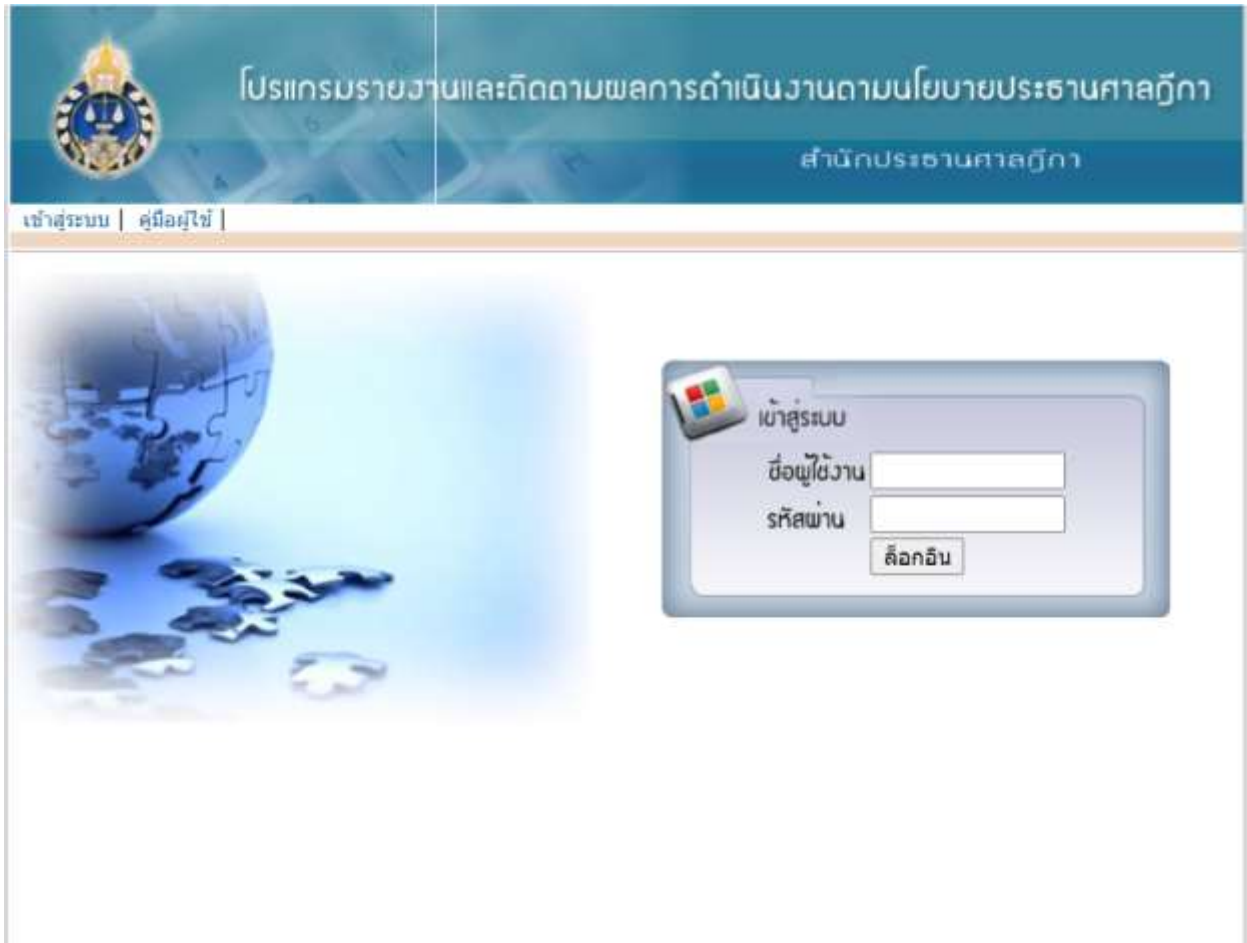 โปรแกรมรายงานและติดตามผลการดำเนินงานตามนโยบายประธานศาลฎีกา
สำนักประธานศาลฎีกา
เข้าสู่ระบบ | คู่มือผู้ใช้ |
เข้าสู่ระบบ
ชื่อผู้ใช้งาน
รหัสผ่าน
ล็อกอิน